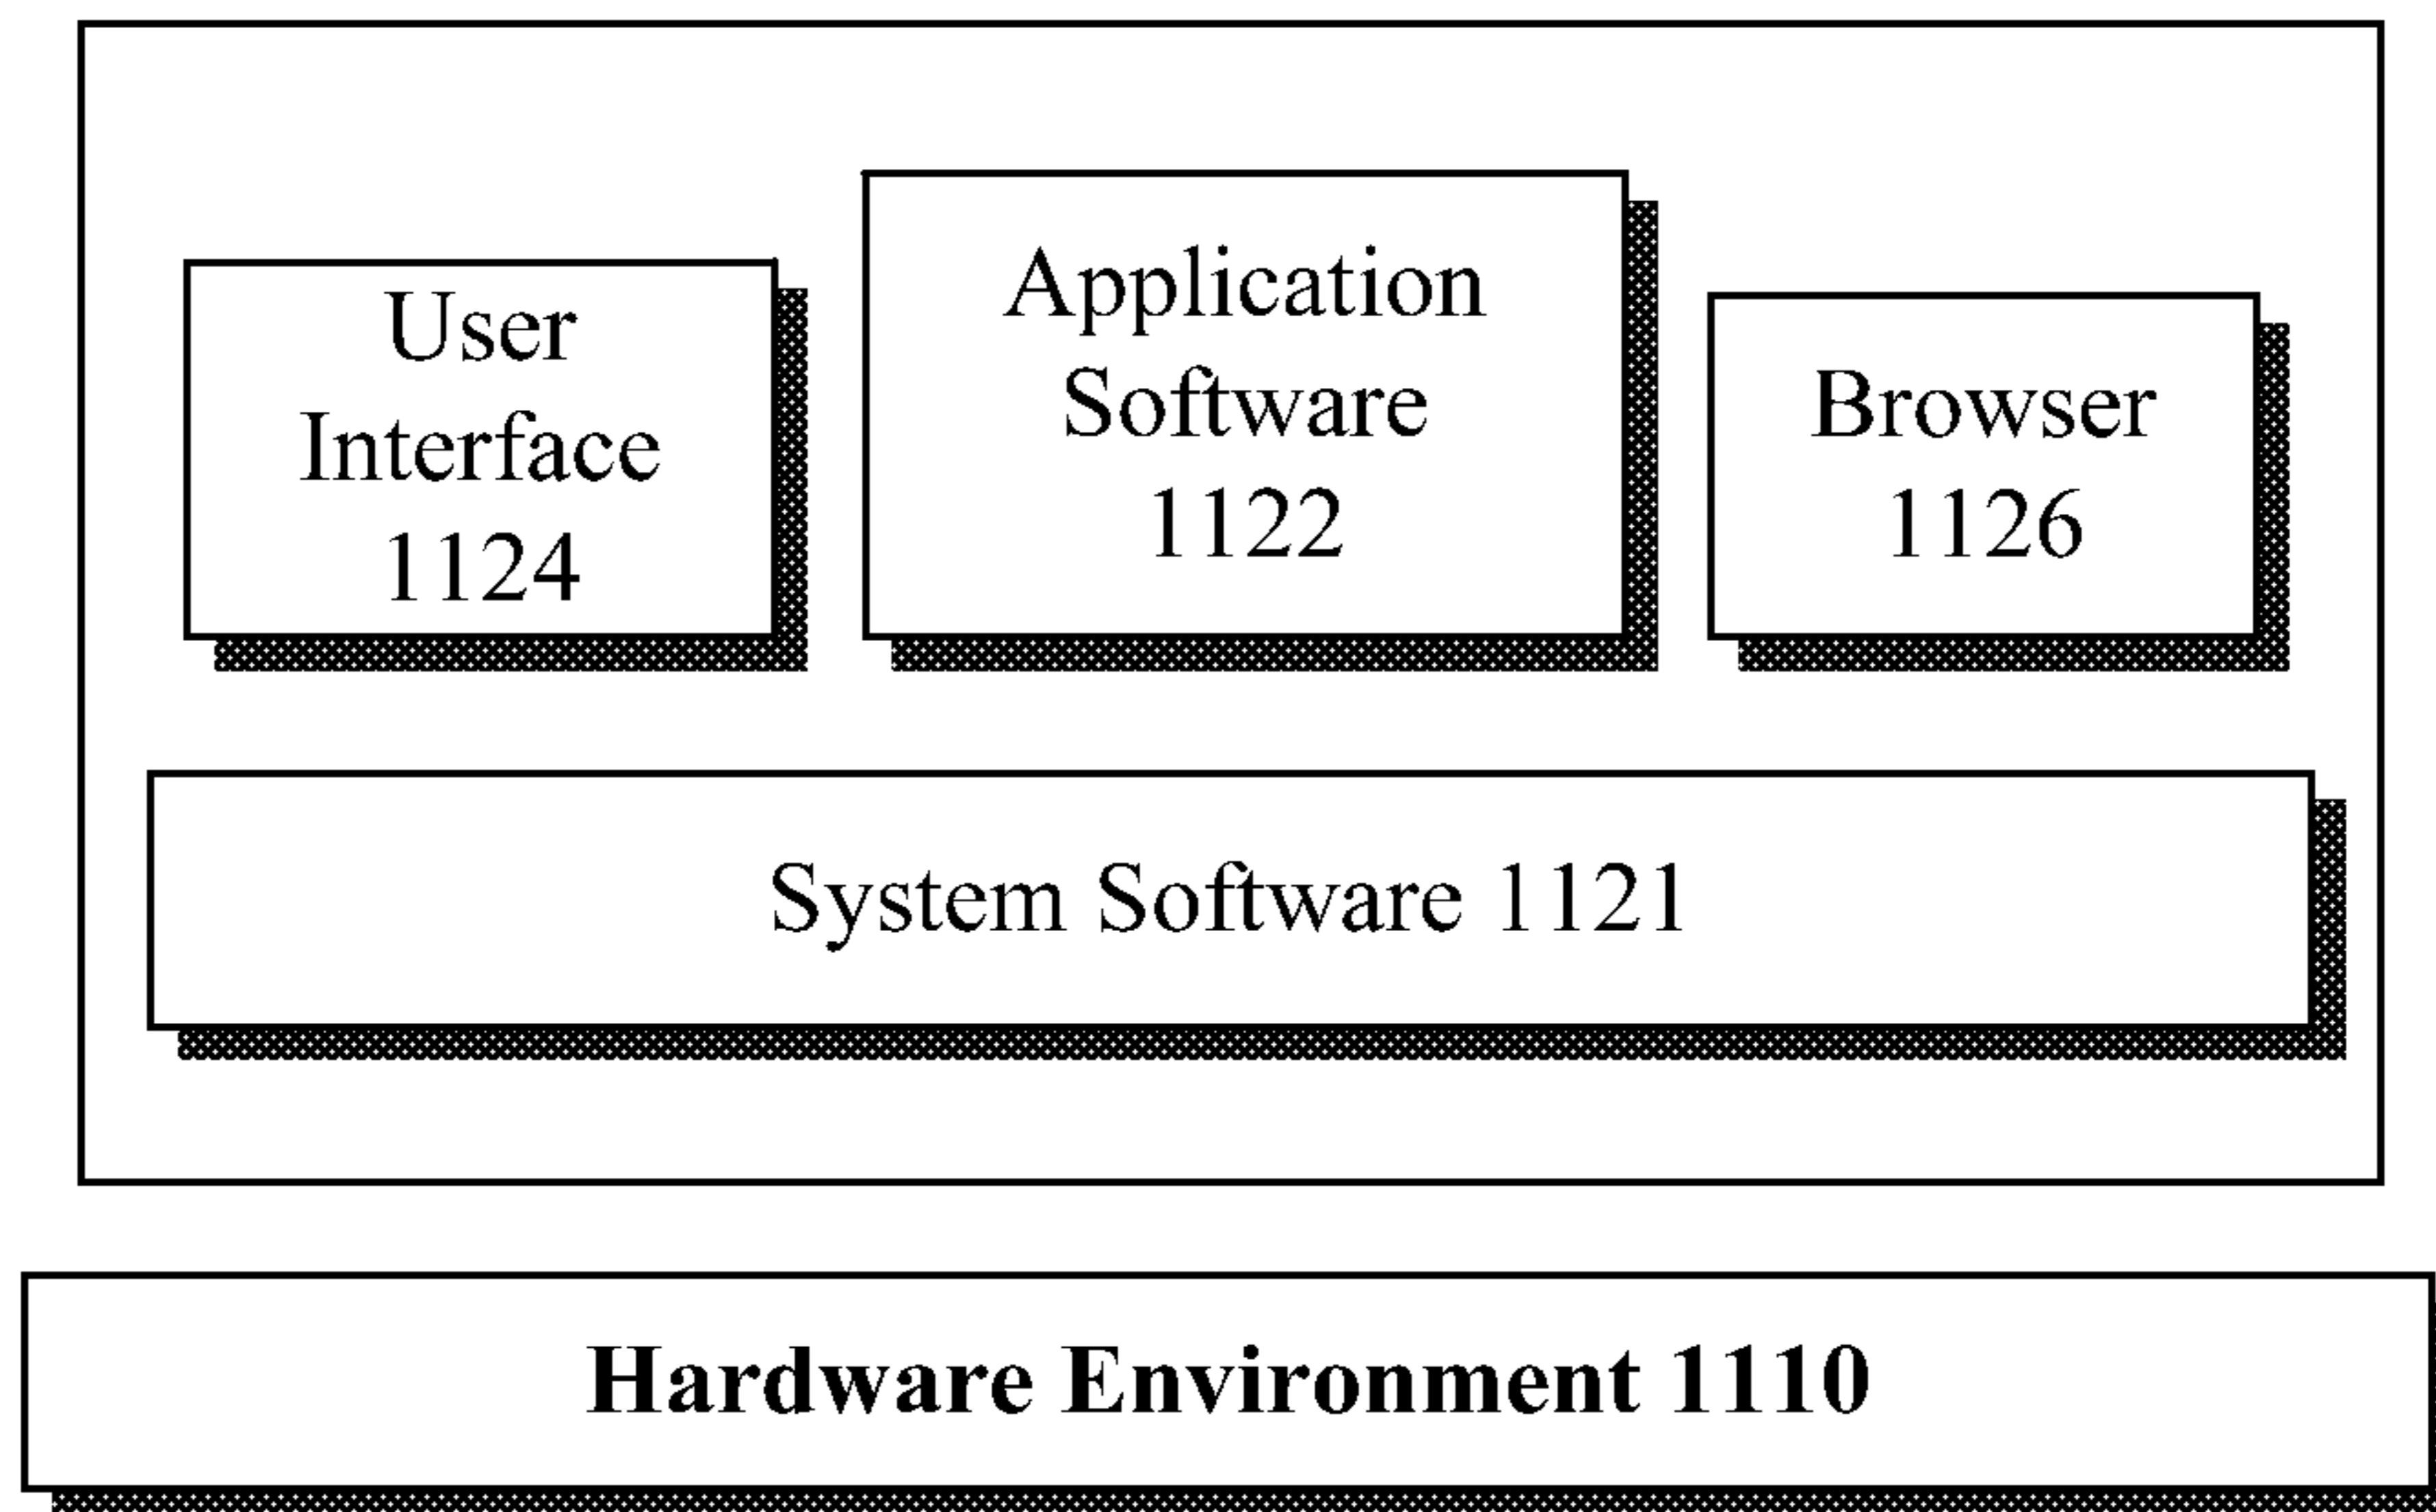 User
Interface
1124
Application
Software
1122
Browser
1126
System Software 1121
Hardware Environment 1110